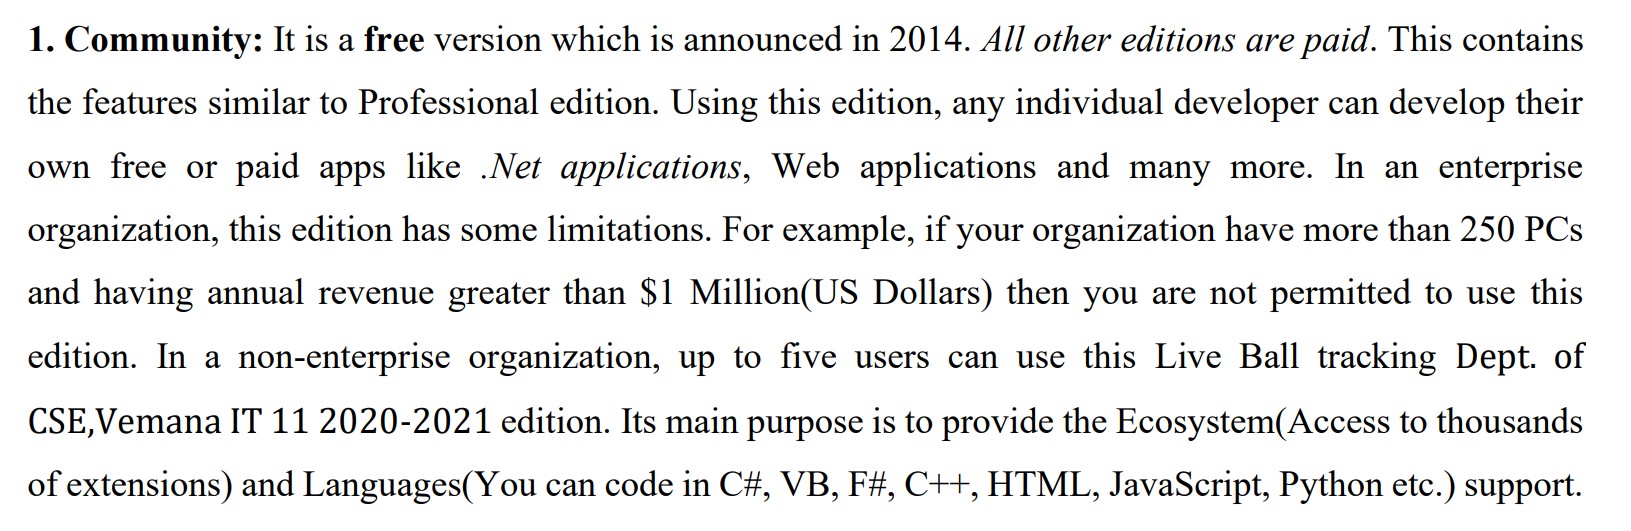 1. Community: It is a free version which is announced in 2014. All other editions are paid. This contains
the features similar to Professional edition. Using this edition, any individual developer can develop their
own free or paid apps like .Net applications, Web applications and many more. In an enterprise
organization, this edition has some limitations. For example, if your organization have more than 250 PCs
and having annual revenue greater than $1 Million(US Dollars) then you are not permitted to use this
edition. In a non-enterprise organization, up to five users can use this Live Ball tracking Dept. of
CSE,Vemana IT 11 2020-2021 edition. Its main purpose is to provide the Ecosystem(Access to thousands
of extensions) and Languages(You can code in C#, VB, F#, C++, HTML, JavaScript, Python etc.) support.